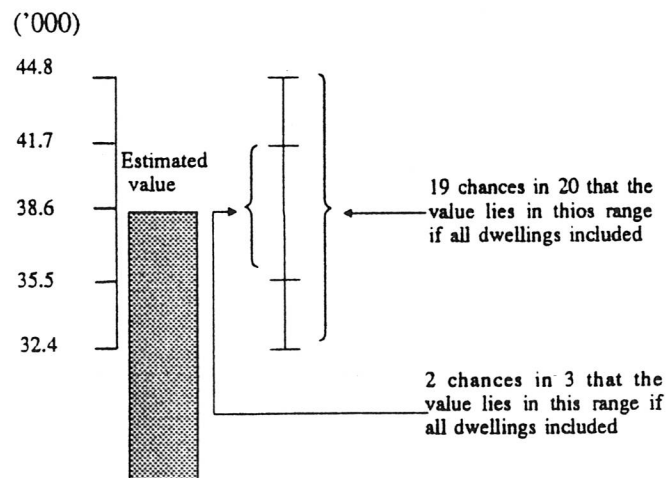 ('000)
44.8
41.7
Estimated
value
38.6
35.5
32.4
19 chances in 20 that the
value lies in thios range
if all dwellings included
2 chances in 3 that the
value lies in this range if
all dwellings included